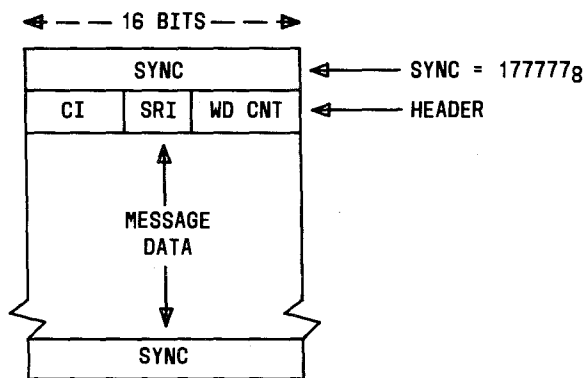 16 BITS
SYNC
SYNC = 177777₈
CI SRI WD CNT
HEADER
MESSAGE
DATA
SYNC